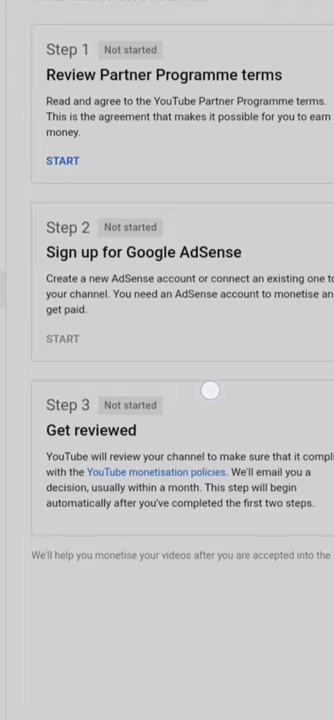 Step 1 Not started
Review Partner Programme terms
Read and agree to the YouTube Partner Programme terms.
This is the agreement that makes it possible for you to earn
money.
START
Step 2 Not started
Sign up for Google AdSense
Create a new AdSense account or connect an existing one to
your channel. You need an AdSense account to monetise an
get paid.
START
Step 3 Not started
Get reviewed
YouTube will review your channel to make sure that it compli
with the YouTube monetisation policies. We'll email you a
decision, usually within a month. This step will begin
automatically after you've completed the first two steps.
We'll help you monetise your videos after you are accepted into the